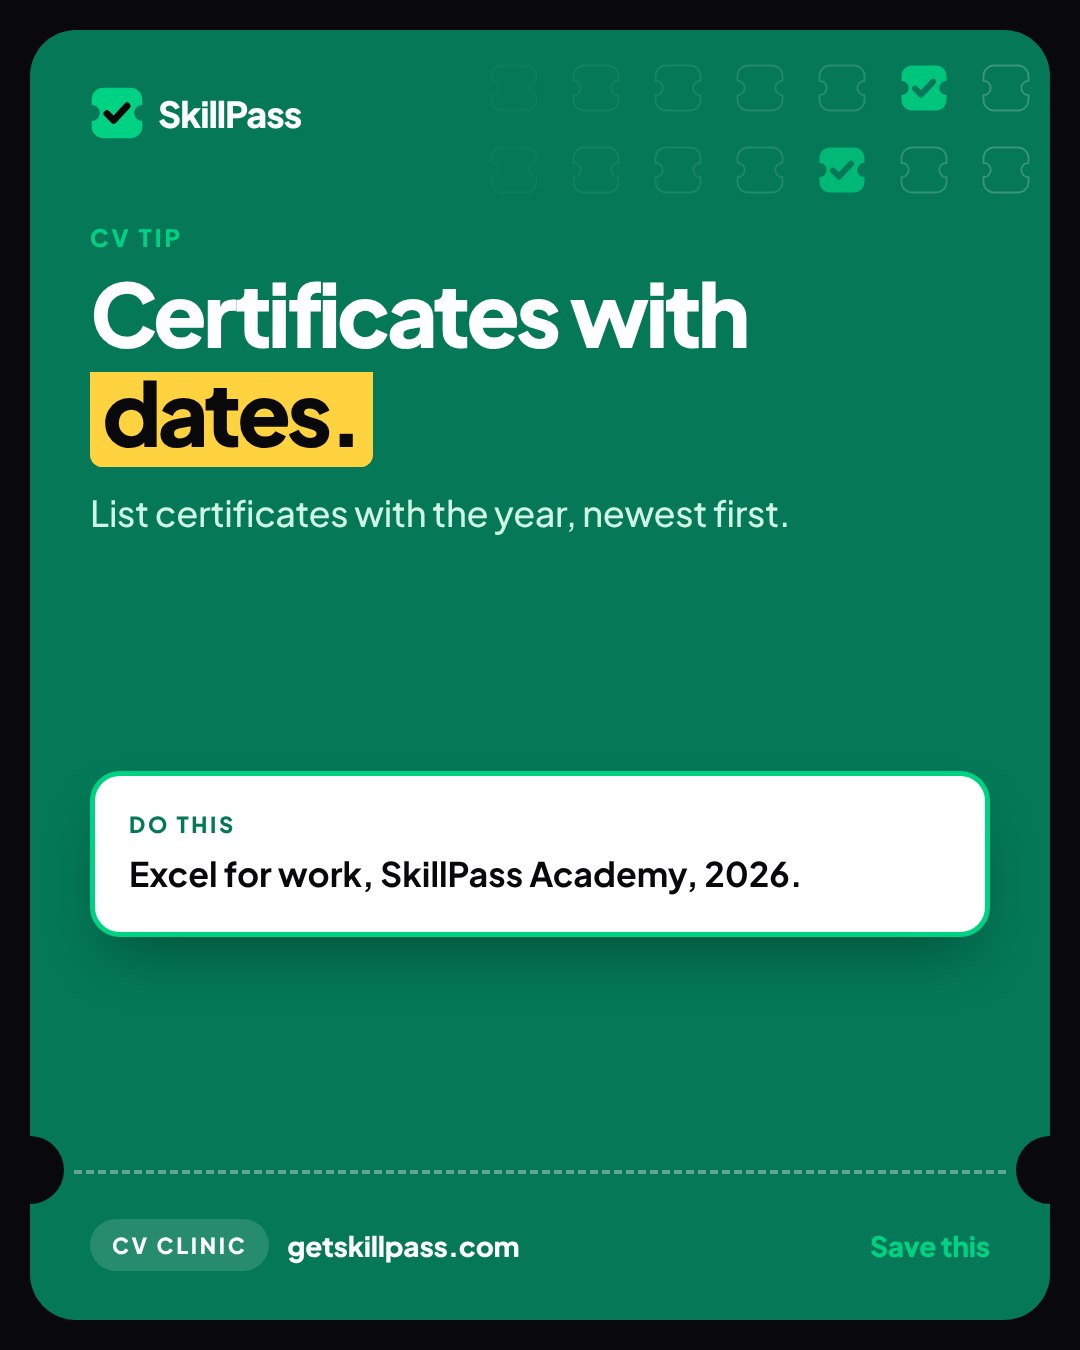 SkillPass
CV TIP
Certificates with
dates.
List certificates with the year, newest first.
DO THIS
Excel for work, SkillPass Academy, 2026.
CV CLINIC getskillpass.com Save this